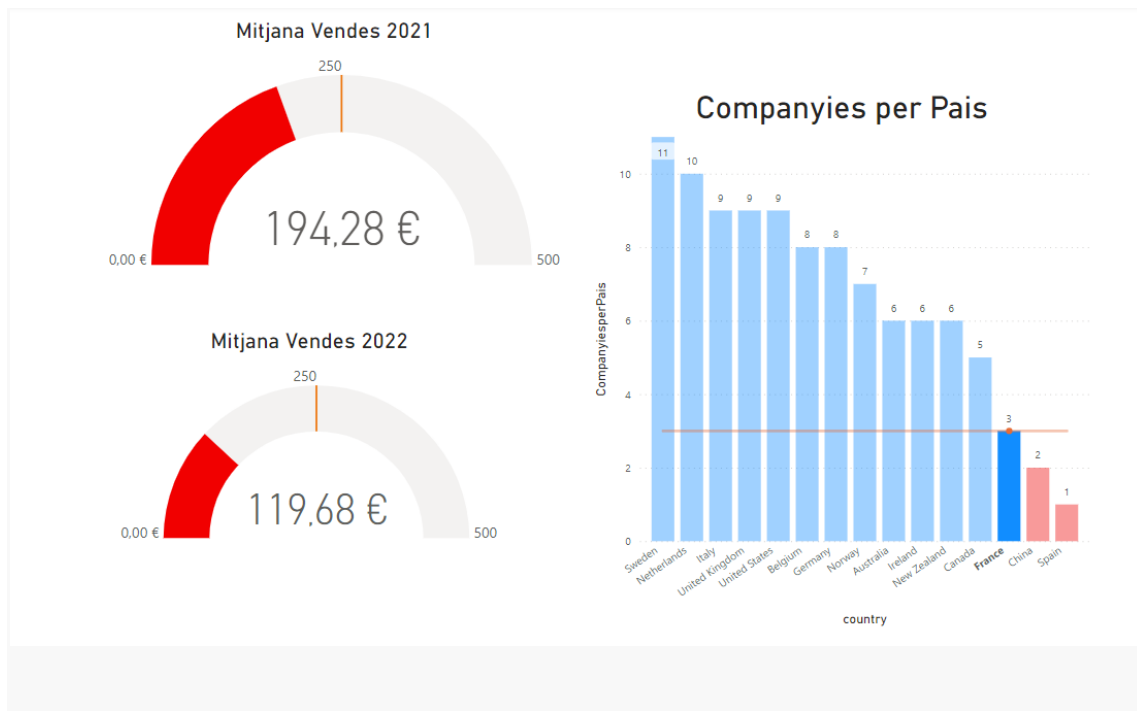 Mitjana Vendes 2021
250
194,28 €
0,00 €
500
Mitjana Vendes 2022
250
119,68 €
0,00 €
500
Companyies per Pais
CompanyiesperPais
10
8
6
4
2
0
11
10
9
9
9
8
8
7
6
6
6
5
3
2
1
Sweden
Netherlands
Italy
United Kingdom
United States
Belgium
Germany
Norway
Australia
Ireland
New Zealand
Canada
France
China
Spain
country